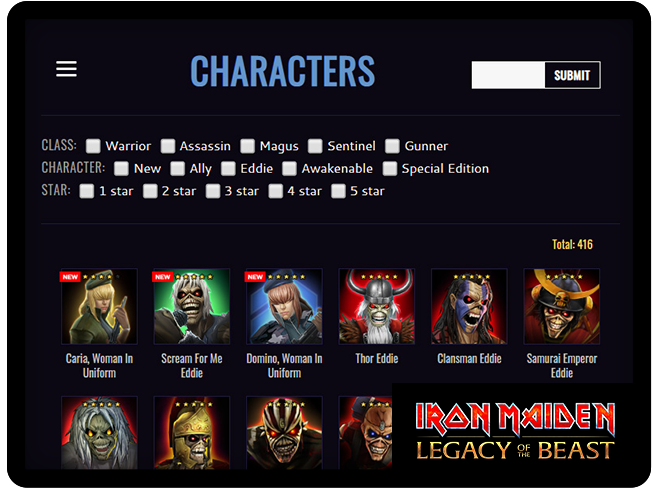 CHARACTERS
SUBMIT
CLASS: Warrior Assassin Magus Sentinel Gunner
CHARACTER: New Ally Eddie Awakenable Special Edition
STAR: 1 star 2 star 3 star 4 star 5 star
Total: 416
NEW NEW NEW
Caria, Woman In Scream For Me Domino, Woman In Thor Eddie Clansman Eddie Samurai Emperor
Uniform Eddie Uniform Eddie
IRON MAIDEN
LEGACY OF THE BEAST